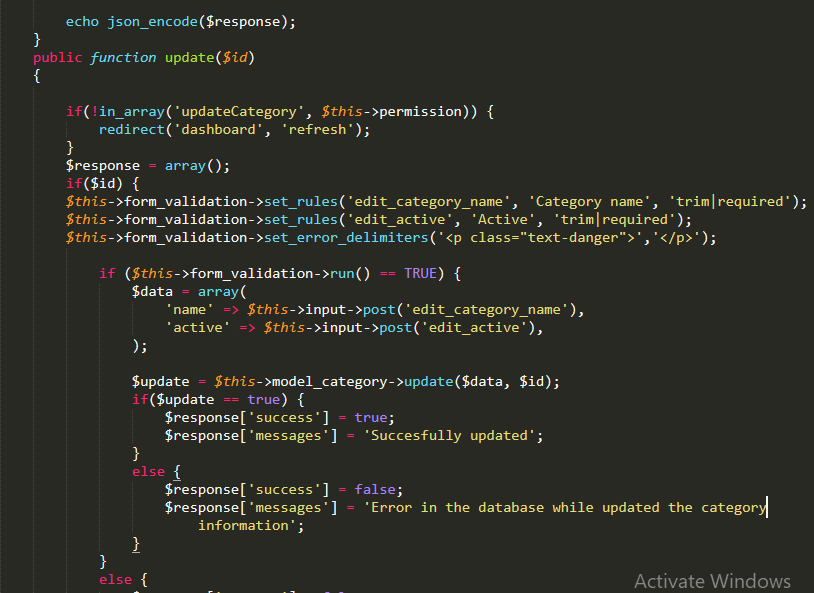 echo json_encode($response);
}
public function update($id)
{
if(!in_array('updateCategory', $this->permission)) {
redirect('dashboard', 'refresh');
}
$response = array();
if($id) {
$this->form_validation->set_rules('edit_category_name', 'Category name', 'trim|required');
$this->form_validation->set_rules('edit_active', 'Active', 'trim|required');
$this->form_validation->set_error_delimiters('<p class="text-danger">','</p>');
if ($this->form_validation->run() == TRUE) {
$data = array(
'name' => $this->input->post('edit_category_name'),
'active' => $this->input->post('edit_active'),
);
$update = $this->model_category->update($data, $id);
if($update == true) {
$response['success'] = true;
$response['messages'] = 'Succesfully updated';
}
else {
$response['success'] = false;
$response['messages'] = 'Error in the database while updated the category
information';
}
}
else {
Activate Windows